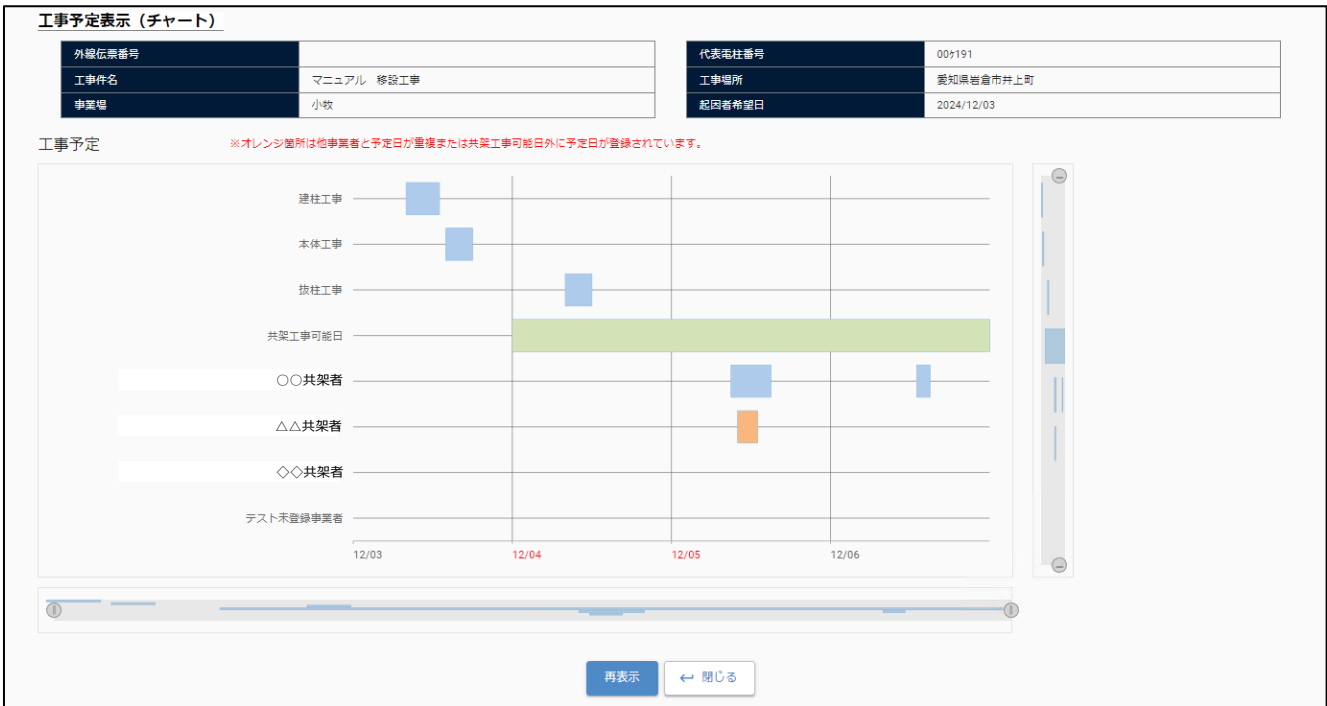 工事予定表示（チャート）
外線伝票番号
代表電柱番号 00ｹ191
工事件名 マニュアル 移設工事
工事場所 愛知県岩倉市井上町
事業場 小牧
起因者希望日 2024/12/03
工事予定 ※オレンジ箇所は他事業者と予定日が重複または共架工事可能日外に予定日が登録されています。
建柱工事
本体工事
抜柱工事
共架工事可能日
○○共架者
△△共架者
◇◇共架者
テスト未登録事業者
12/03 12/04 12/05 12/06
再表示 閉じる